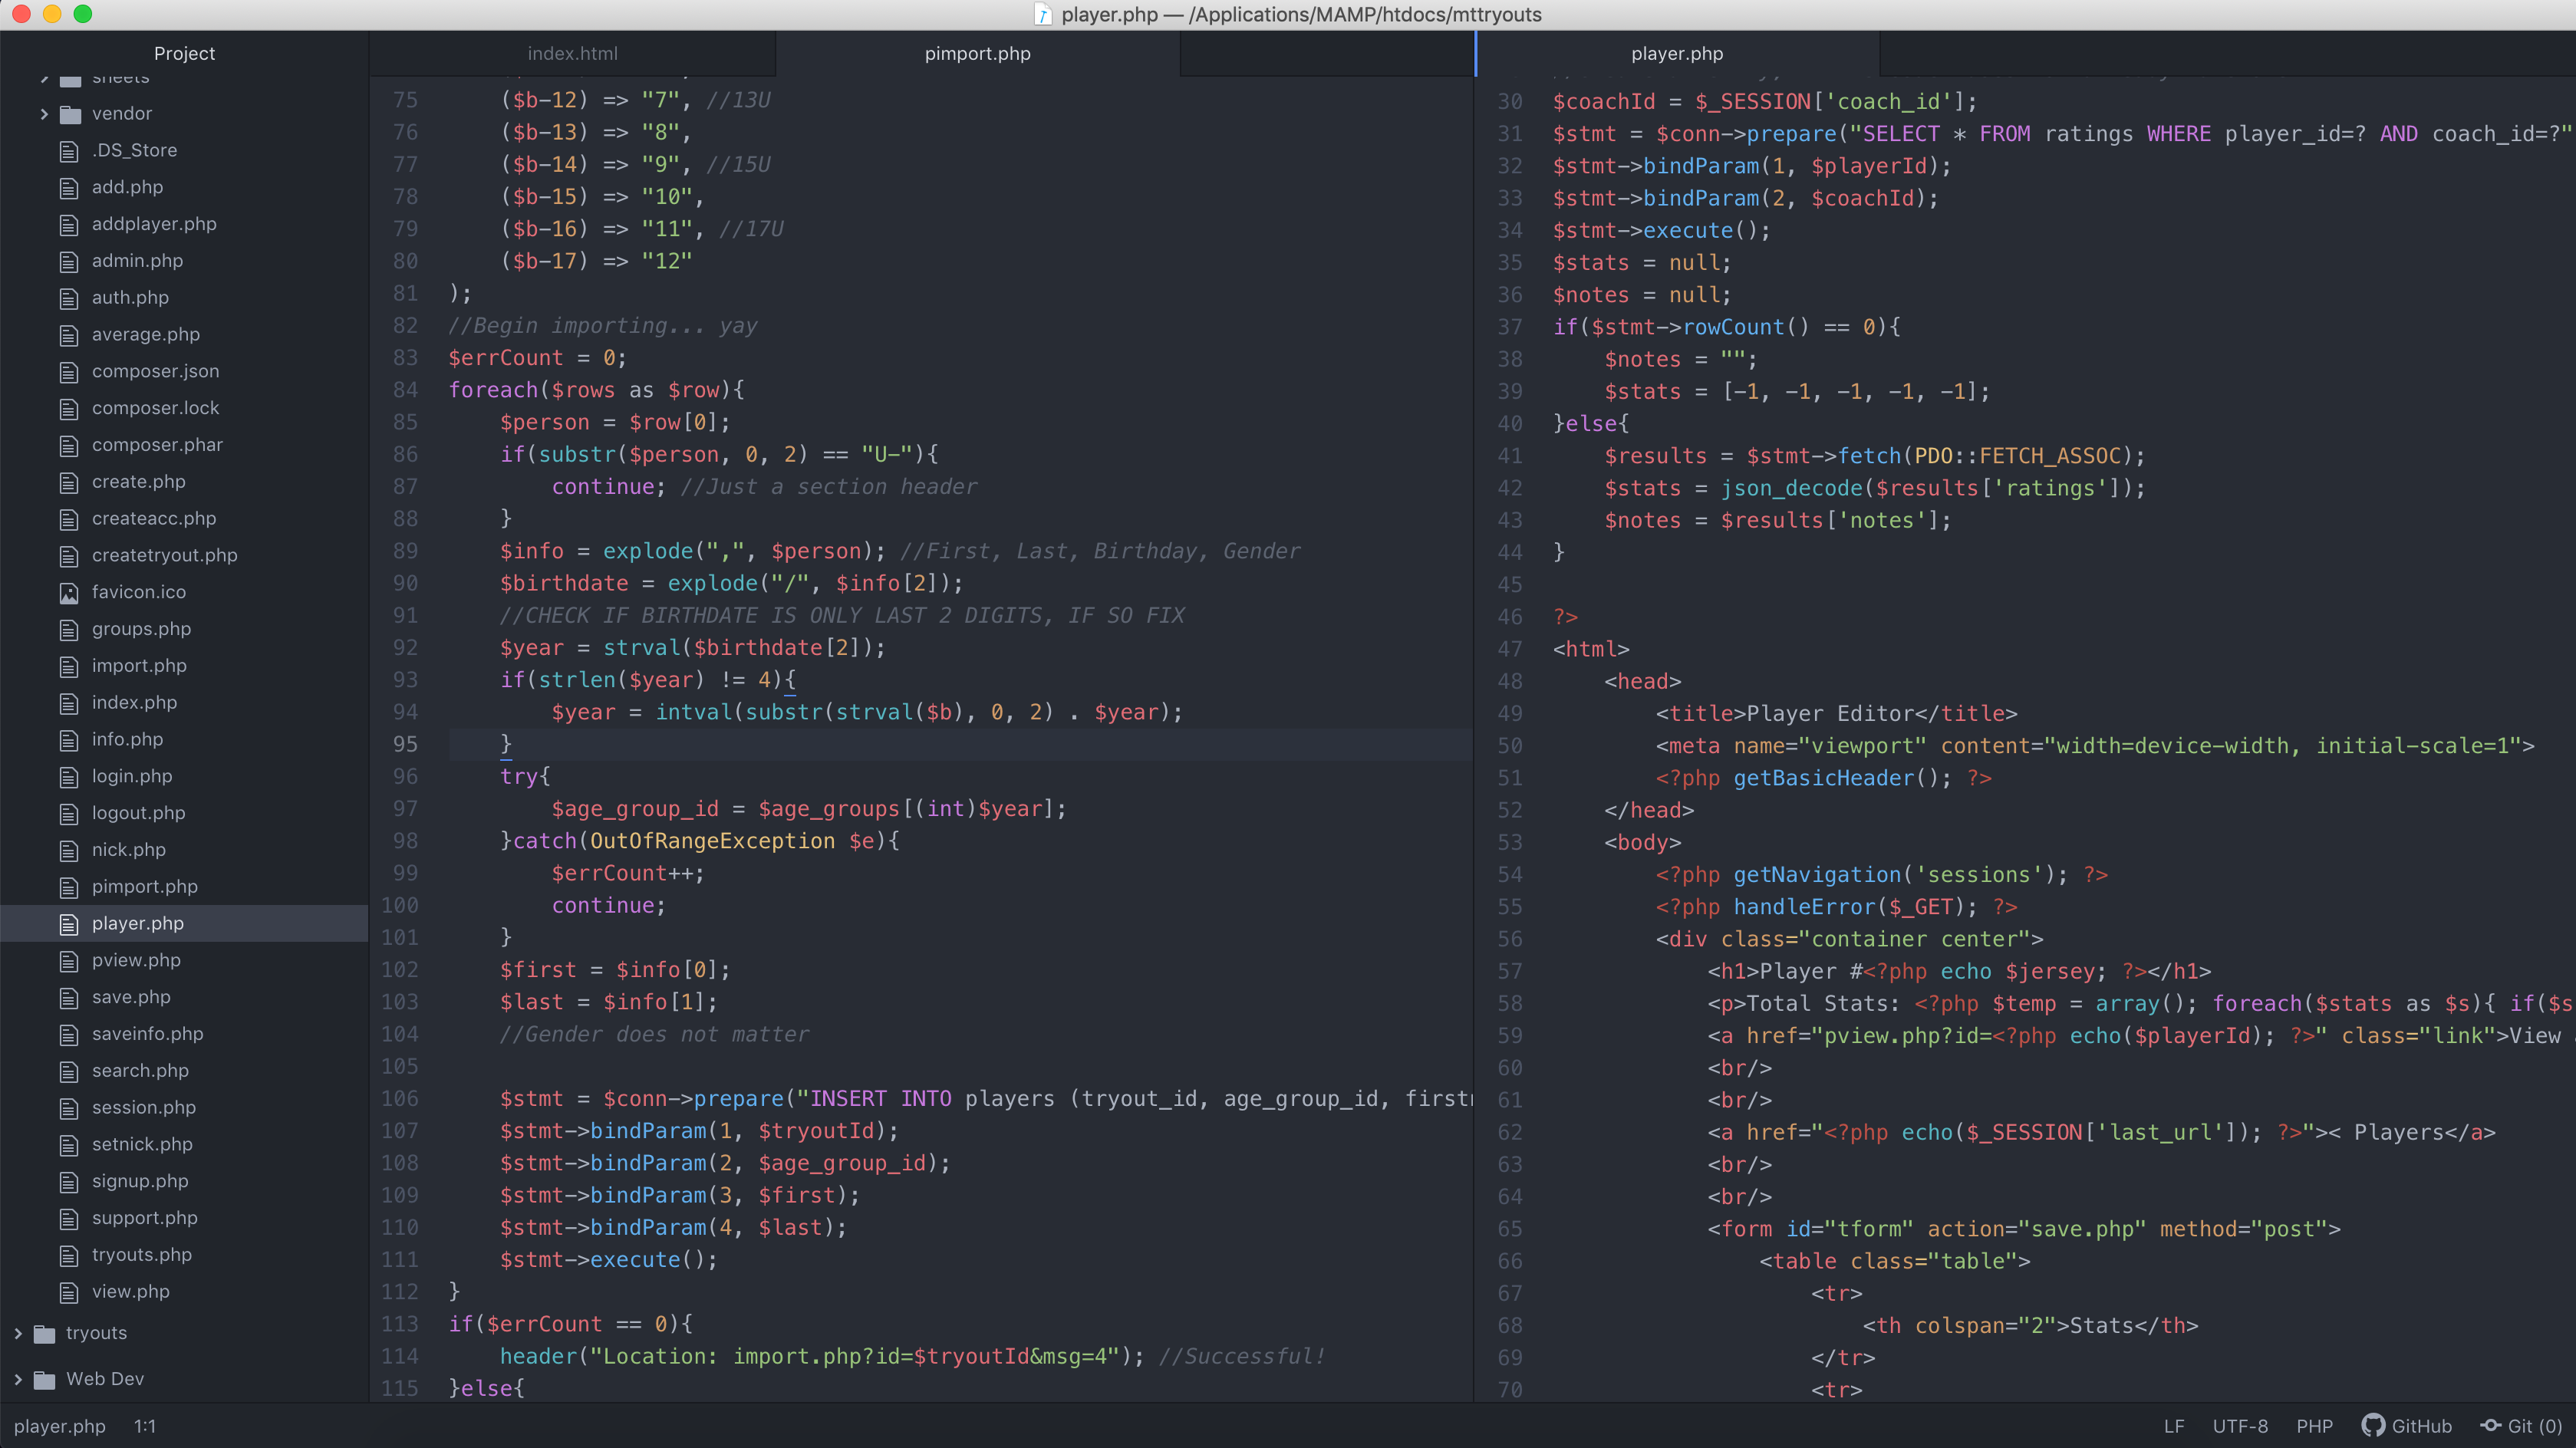 player.php — /Applications/MAMP/htdocs/mttryouts
Project
sheets
vendor
.DS_Store
add.php
addplayer.php
admin.php
auth.php
average.php
composer.json
composer.lock
composer.phar
create.php
createacc.php
createtryout.php
favicon.ico
groups.php
import.php
index.php
info.php
login.php
logout.php
nick.php
pimport.php
player.php
pview.php
save.php
saveinfo.php
search.php
session.php
setnick.php
signup.php
support.php
tryouts.php
view.php
tryouts
Web Dev
index.html
pimport.php
75 ($b-12) => "7", //13U
76 ($b-13) => "8",
77 ($b-14) => "9", //15U
78 ($b-15) => "10",
79 ($b-16) => "11", //17U
80 ($b-17) => "12"
81 );
82 //Begin importing... yay
83 $errCount = 0;
84 foreach($rows as $row){
85 $person = $row[0];
86 if(substr($person, 0, 2) == "U-"){
87 continue; //Just a section header
88 }
89 $info = explode(",", $person); //First, Last, Birthday, Gender
90 $birthdate = explode("/", $info[2]);
91 //CHECK IF BIRTHDATE IS ONLY LAST 2 DIGITS, IF SO FIX
92 $year = strval($birthdate[2]);
93 if(strlen($year) != 4){
94 $year = intval(substr(strval($b), 0, 2) . $year);
95 }
96 try{
97 $age_group_id = $age_groups[(int)$year];
98 }catch(OutOfRangeException $e){
99 $errCount++;
100 continue;
101 }
102 $first = $info[0];
103 $last = $info[1];
104 //Gender does not matter
105
106 $stmt = $conn->prepare("INSERT INTO players (tryout_id, age_group_id, first
107 $stmt->bindParam(1, $tryoutId);
108 $stmt->bindParam(2, $age_group_id);
109 $stmt->bindParam(3, $first);
110 $stmt->bindParam(4, $last);
111 $stmt->execute();
112 }
113 if($errCount == 0){
114 header("Location: import.php?id=$tryoutId&msg=4"); //Successful!
115 }else{
player.php
30 $coachId = $_SESSION['coach_id'];
31 $stmt = $conn->prepare("SELECT * FROM ratings WHERE player_id=? AND coach_id=?"
32 $stmt->bindParam(1, $playerId);
33 $stmt->bindParam(2, $coachId);
34 $stmt->execute();
35 $stats = null;
36 $notes = null;
37 if($stmt->rowCount() == 0){
38 $notes = "";
39 $stats = [-1, -1, -1, -1, -1];
40 }else{
41 $results = $stmt->fetch(PDO::FETCH_ASSOC);
42 $stats = json_decode($results['ratings']);
43 $notes = $results['notes'];
44 }
45
46 ?>
47 <html>
48 <head>
49 <title>Player Editor</title>
50 <meta name="viewport" content="width=device-width, initial-scale=1">
51 <?php getBasicHeader(); ?>
52 </head>
53 <body>
54 <?php getNavigation('sessions'); ?>
55 <?php handleError($_GET); ?>
56 <div class="container center">
57 <h1>Player #<?php echo $jersey; ?></h1>
58 <p>Total Stats: <?php $temp = array(); foreach($stats as $s){ if($s
59 <a href="pview.php?id=<?php echo($playerId); ?>" class="link">View
60 <br/>
61 <br/>
62 <a href="<?php echo($_SESSION['last_url']); ?>">< Players</a>
63 <br/>
64 <br/>
65 <form id="tform" action="save.php" method="post">
66 <table class="table">
67 <tr>
68 <th colspan="2">Stats</th>
69 </tr>
70 <tr>
player.php 1:1
LF UTF-8 PHP GitHub Git (0)